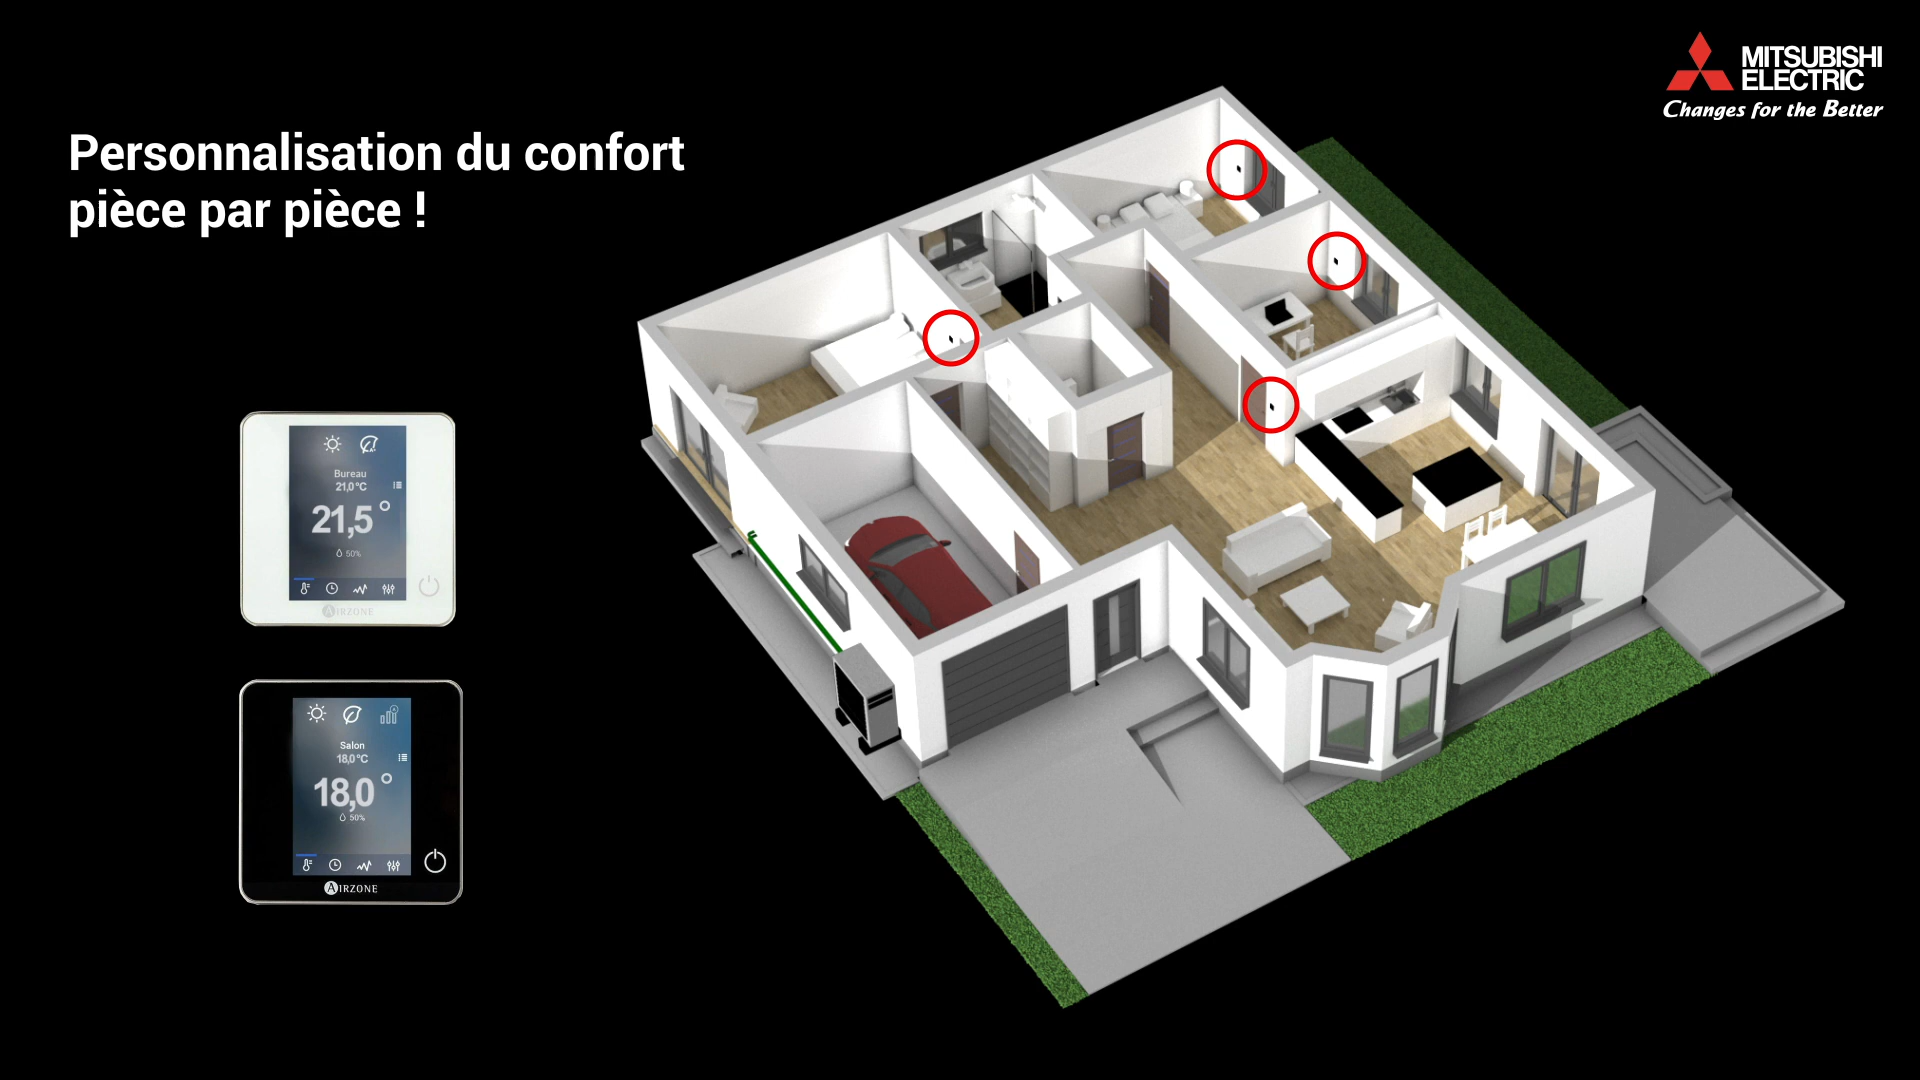 MITSUBISHI
ELECTRIC
Changes for the Better
Personnalisation du confort
pièce par pièce !
Bureau
21,0°C
21,5°
50%
AIRZONE
Salon
18,0°C
18,0°
50%
AIRZONE